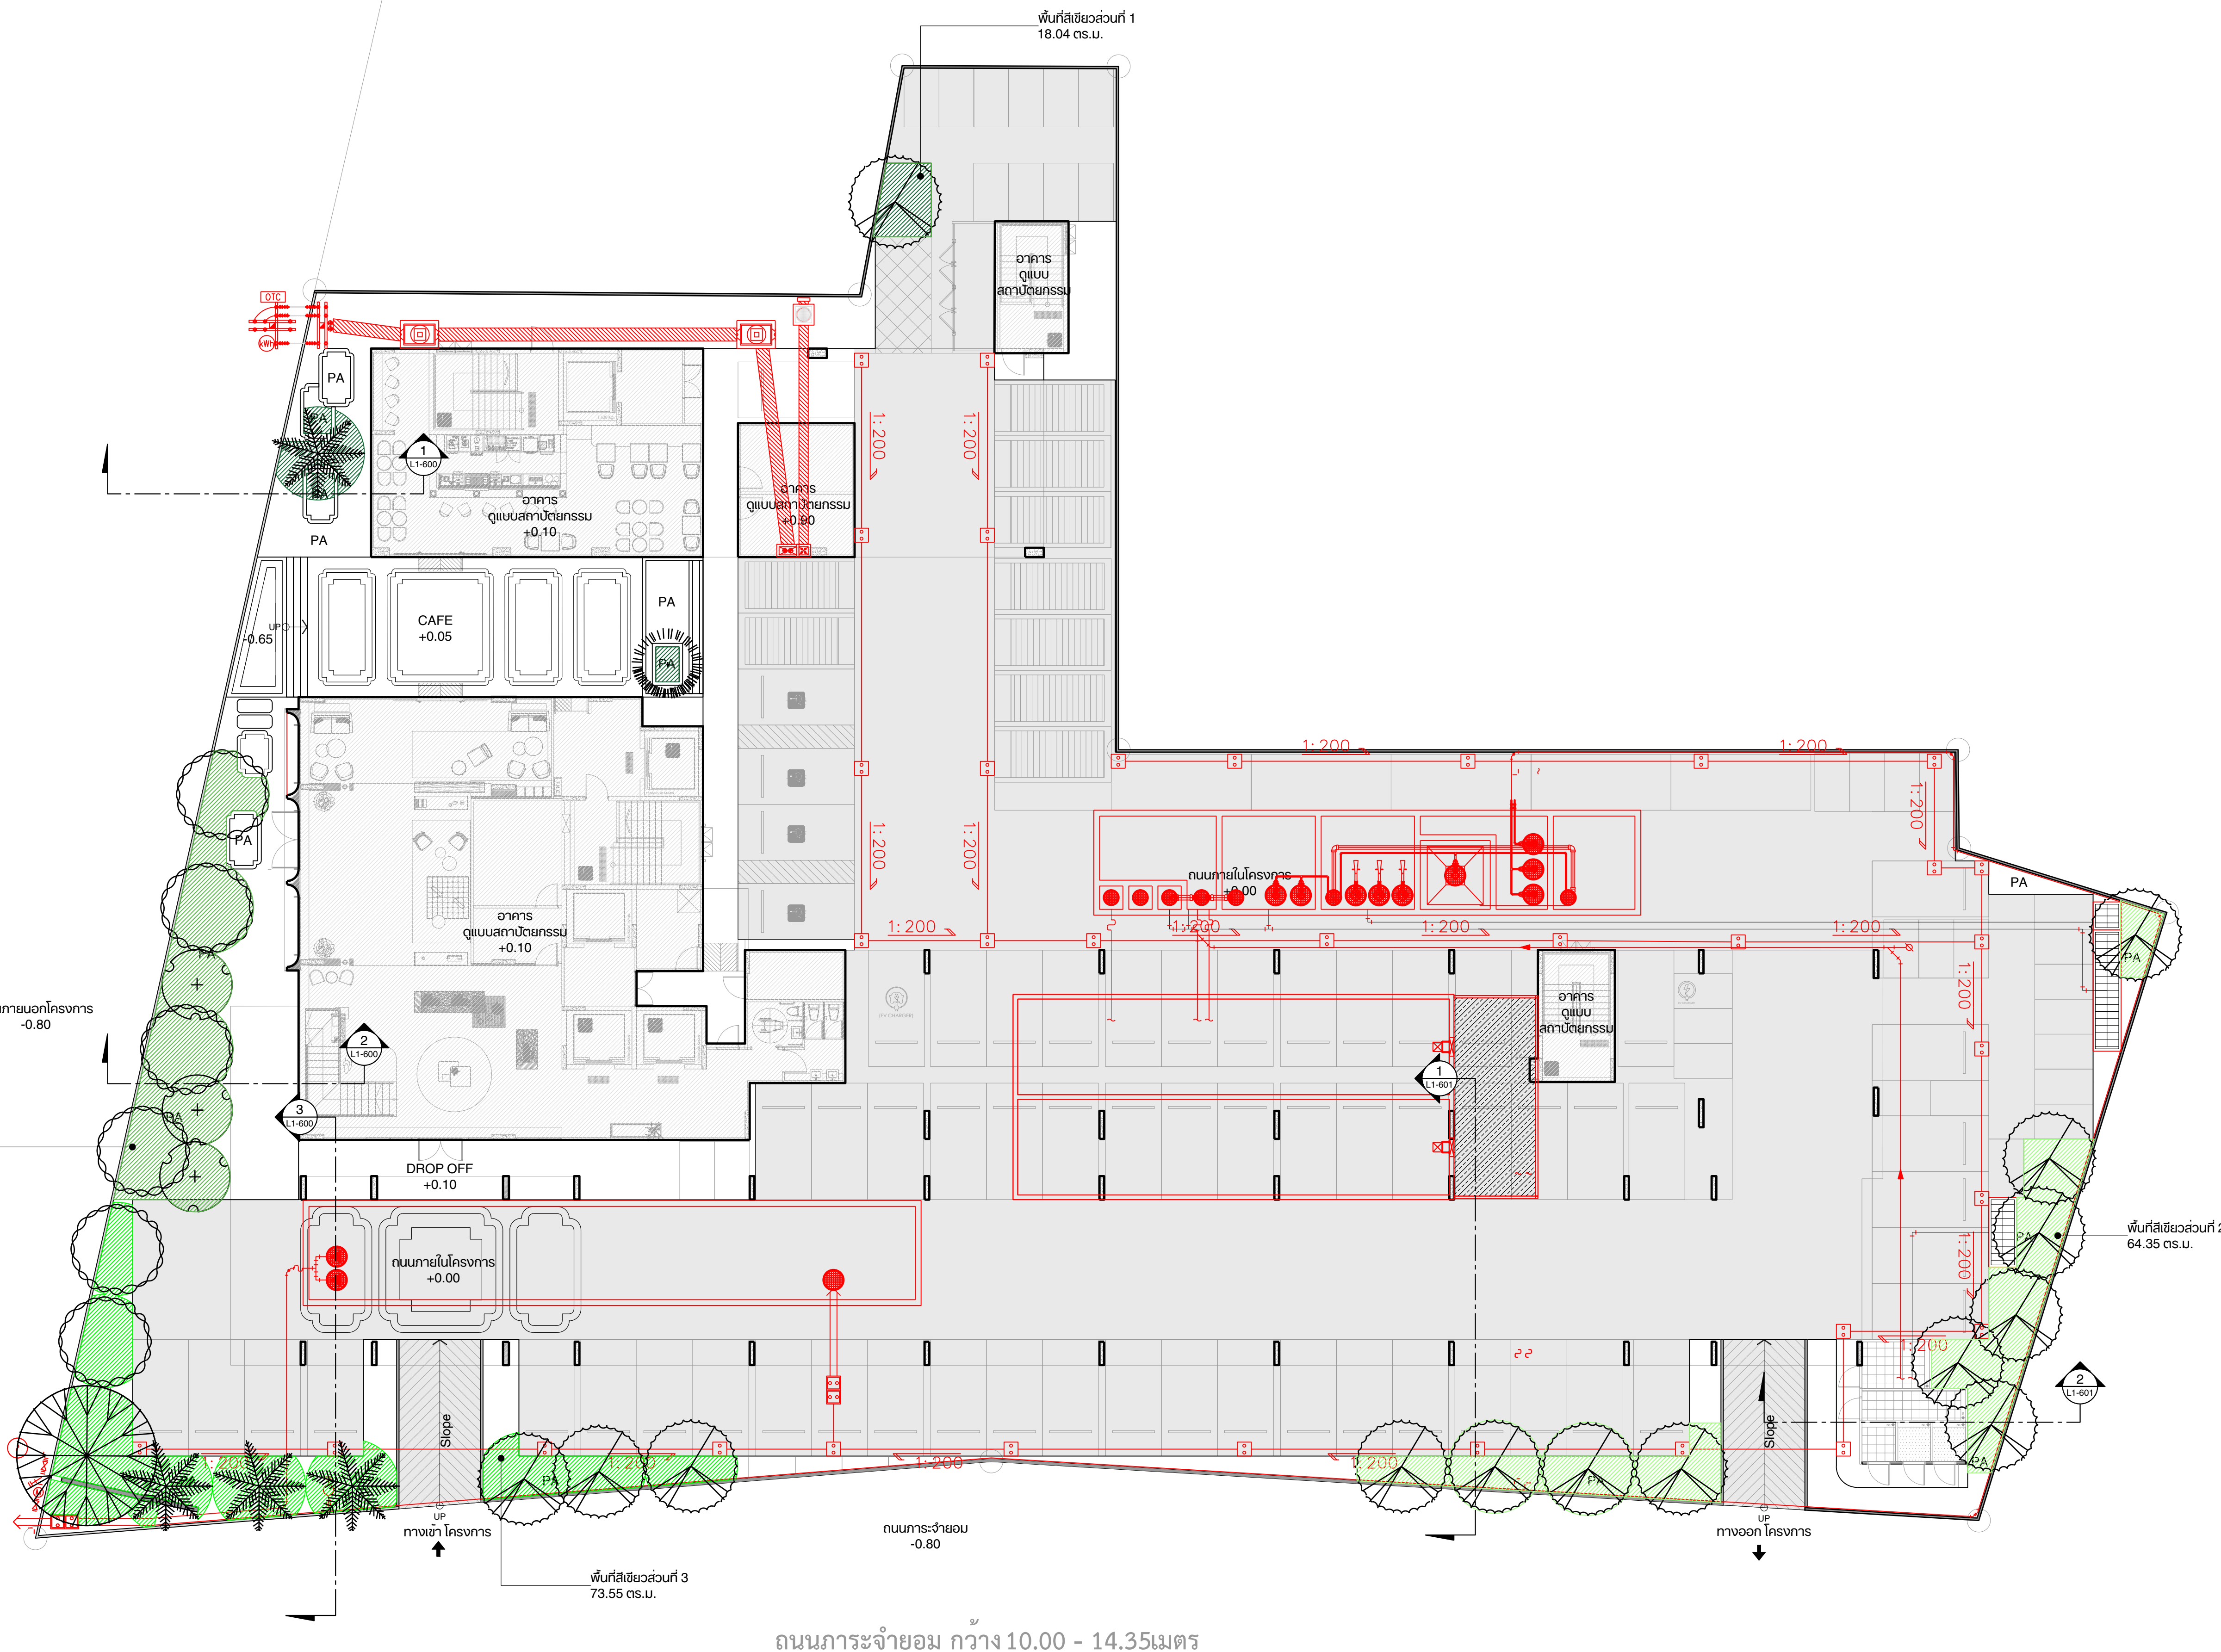 พื้นที่สีเขียวส่วนที่ 1
18.04 ตร.ม.
อาคาร
ดูแบบ
สถาปัตยกรรม
OTC
kWh
PA
PA
PA
PA
1:200
1:200
1
L1-600
อาคาร
ดูแบบสถาปัตยกรรม
+0.10
อาคาร
ดูแบบสถาปัตยกรรม
+0.90
CAFE
+0.05
PA
PA
UP
-0.65
1:200
1:200
1:200
1:200
1:200
PA
ถนนภายในโครงการ
+0.00
PA
อาคาร
ดูแบบสถาปัตยกรรม
+0.10
1:200
1:200
1:200
1:200
PA
PA
1:200
(EV CHARGER)
อาคาร
ดูแบบ
สถาปัตยกรรม
ภายนอกโครงการ
-0.80
2
L1-600
1
L1-601
3
L1-600
PA
DROP OFF
+0.10
ถนนภายในโครงการ
+0.00
พื้นที่สีเขียวส่วนที่ 2
64.35 ตร.ม.
PA
1:200
1:200
2
L1-601
Slope
Slope
1:200
1:200
1:200
1:200
PA
PA
PA
UP
ทางเข้า โครงการ
UP
ทางออก โครงการ
ถนนภาระจำยอม
-0.80
พื้นที่สีเขียวส่วนที่ 3
73.55 ตร.ม.
ถนนภาระจำยอม กว้าง 10.00 - 14.35เมตร